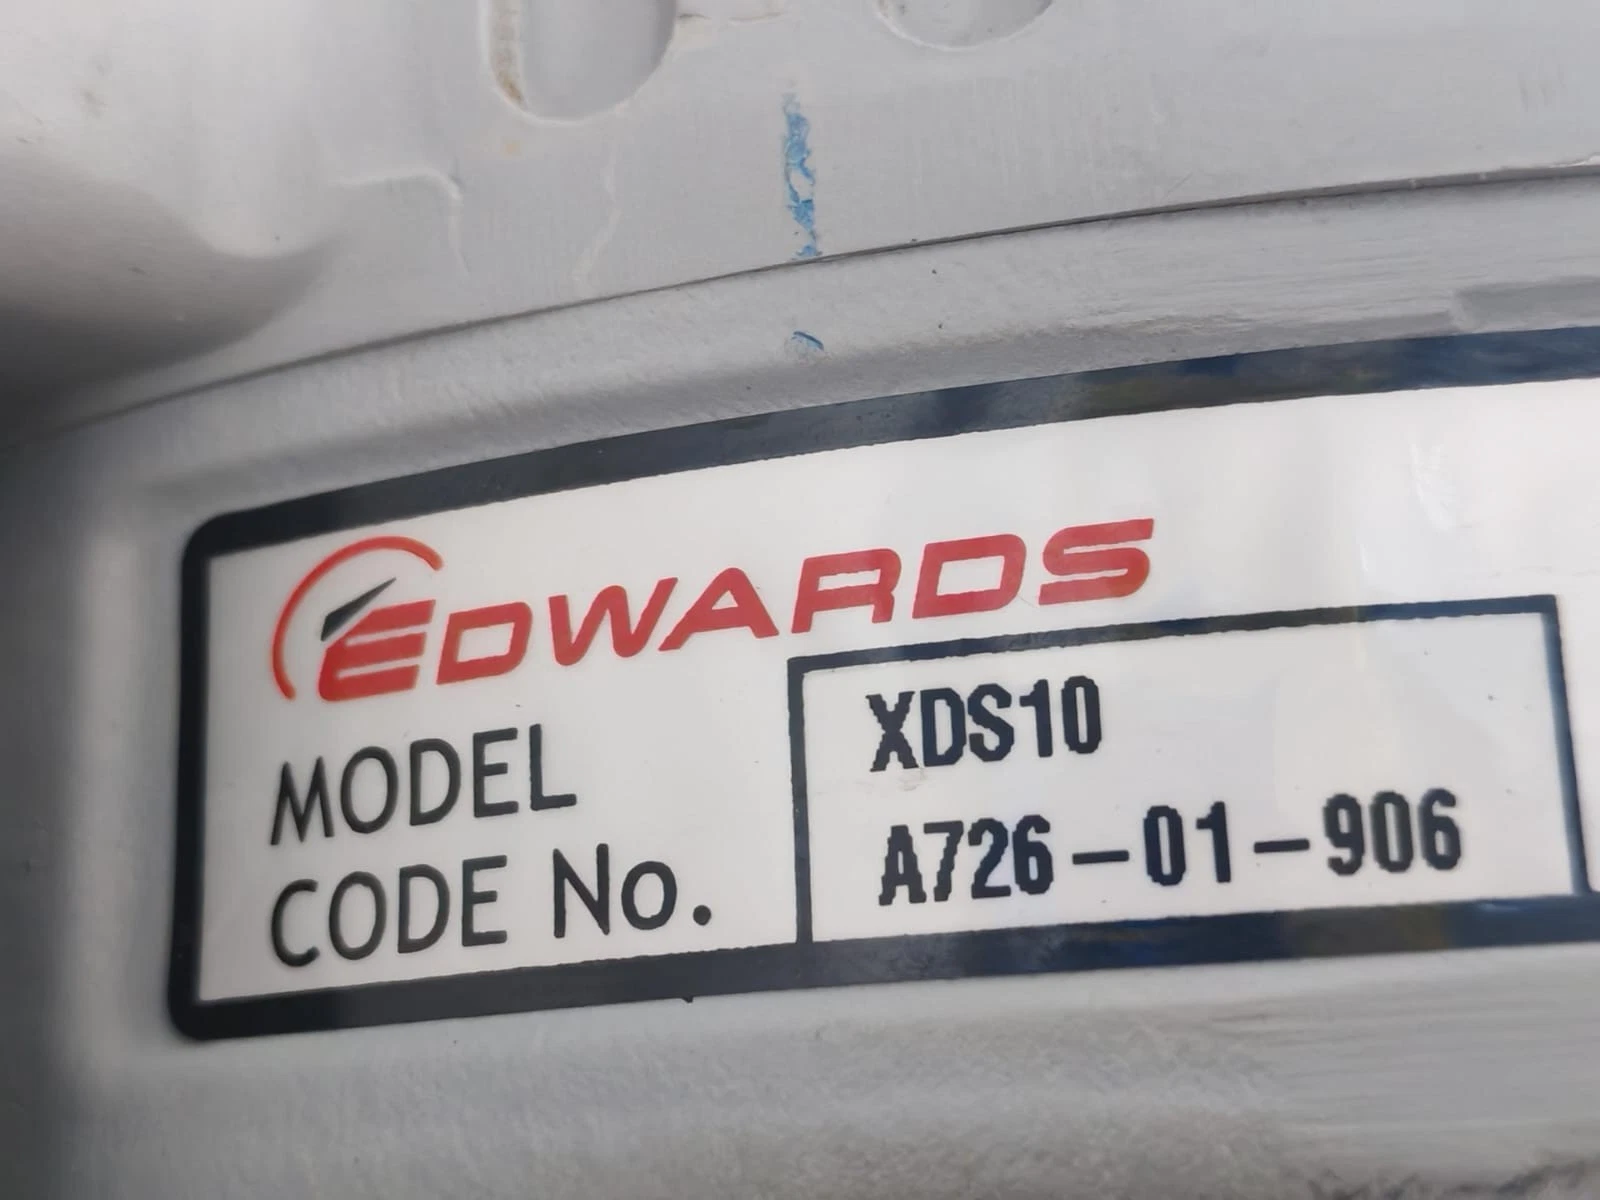 EDWARDS
MODEL XDS10
CODE No. A726-01-906